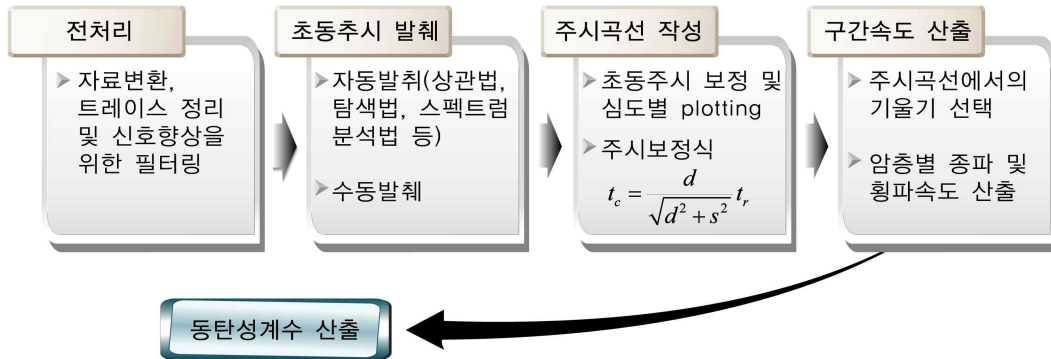 전처리
자료변환,
트레이스 정리
및 신호향상을
위한 필터링
초동추시 발췌
자동발취(상관법,
탐색법, 스펙트럼
분석법 등)
수동발췌
주시곡선 작성
초동주시 보정 및
심도별 plotting
주시보정식
t_c = \frac{d}{\sqrt{d^2 + s^2}} t_r
구간속도 산출
주시곡선에서의
기울기 선택
암층별 종파 및
횡파속도 산출
동탄성계수 산출